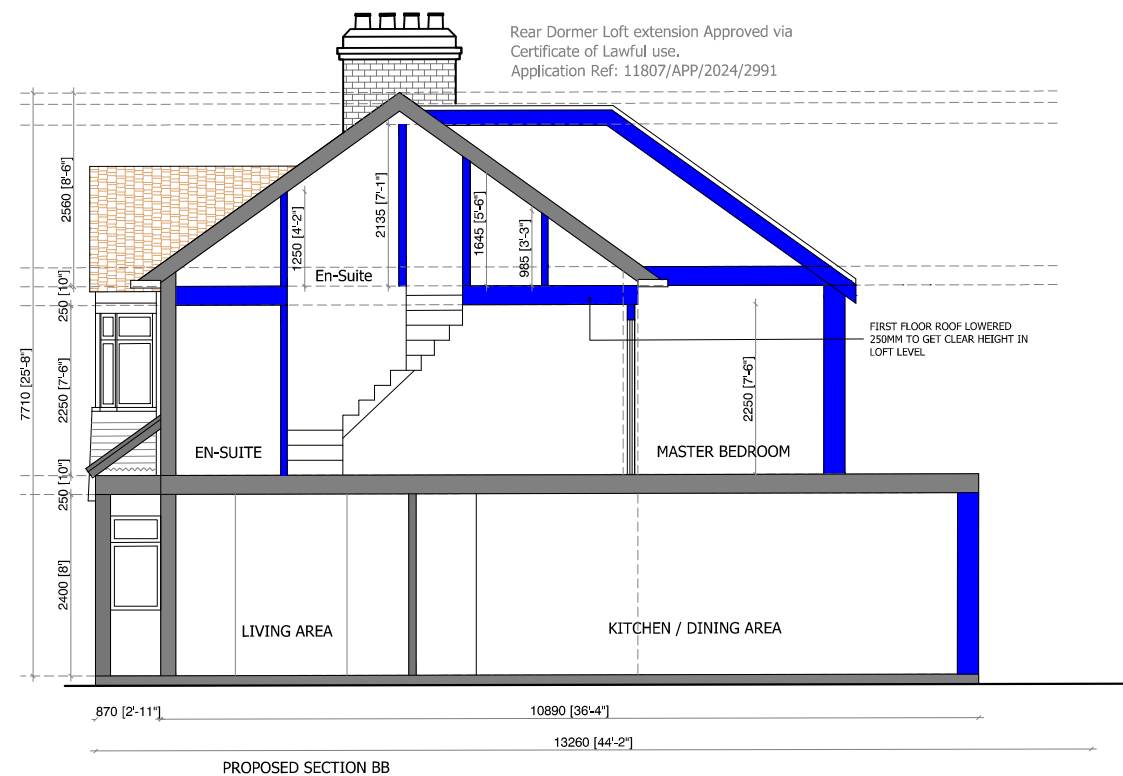 Rear Dormer Loft extension Approved via
Certificate of Lawful use.
Application Ref: 11807/APP/2024/2991
2560 [8'-6"]
250 [10"]
2250 [7'-6"]
250 [10"]
2400 [8']
7710 [25'-8"]
1250 [4'-2"]
En-Suite
2135 [7'-1"]
1645 [5'-6"]
985 [3'-3"]
FIRST FLOOR ROOF LOWERED
250MM TO GET CLEAR HEIGHT IN
LOFT LEVEL
2250 [7'-6"]
EN-SUITE
MASTER BEDROOM
LIVING AREA
KITCHEN / DINING AREA
870 [2'-11"]
10890 [36'-4"]
13260 [44'-2"]
PROPOSED SECTION BB